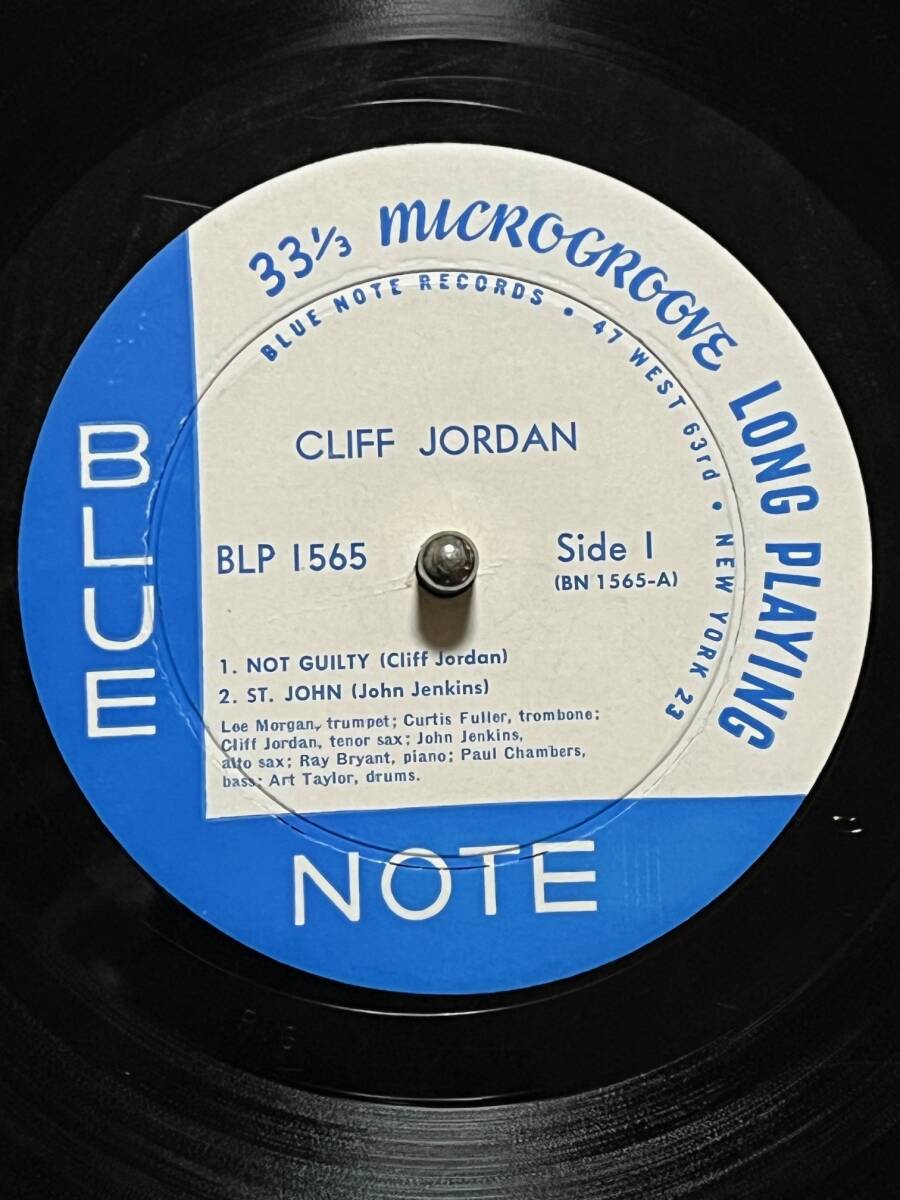 33⅓ MICROGROOVE LONG PLAYING
BLUE NOTE RECORDS • 47 WEST 63rd • NEW YORK 23
CLIFF JORDAN
BLP 1565
Side 1
(BN 1565-A)
1. NOT GUILTY (Cliff Jordan)
2. ST. JOHN (John Jenkins)
Lee Morgan, trumpet; Curtis Fuller, trombone;
Cliff Jordan, tenor sax; John Jenkins,
alto sax; Ray Bryant, piano; Paul Chambers,
bass; Art Taylor, drums.
BLUE
NOTE